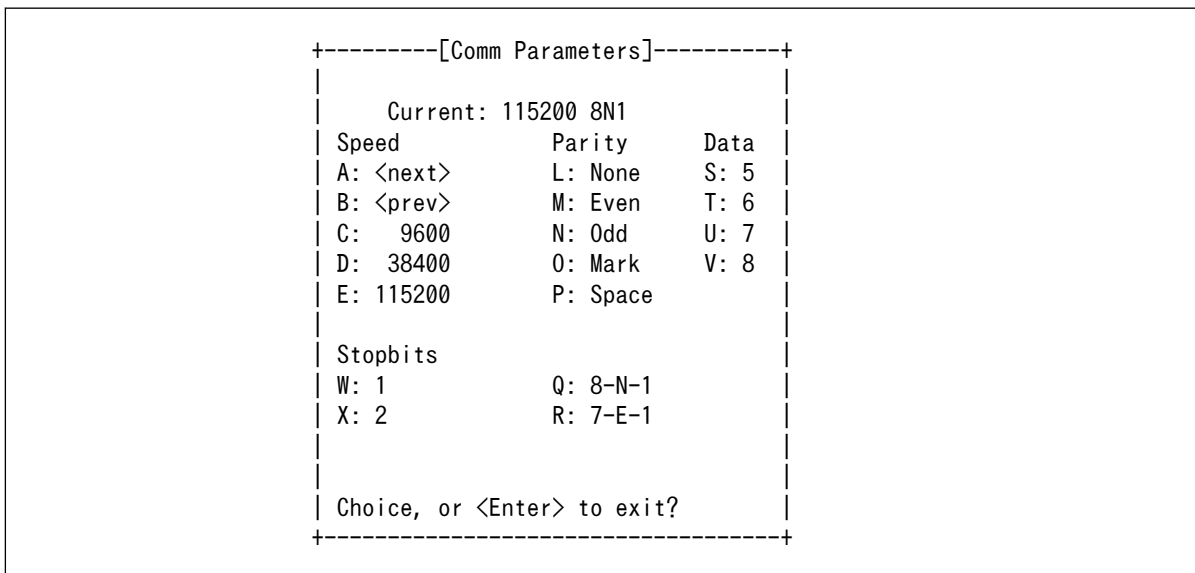 +---------[Comm Parameters]----------+
|                                    |
|     Current: 115200 8N1            |
| Speed            Parity      Data  |
| A: <next>        L: None     S: 5  |
| B: <prev>        M: Even     T: 6  |
| C:   9600        N: Odd      U: 7  |
| D:  38400        O: Mark     V: 8  |
| E: 115200        P: Space          |
|                                    |
| Stopbits                           |
| W: 1             Q: 8-N-1          |
| X: 2             R: 7-E-1          |
|                                    |
|                                    |
| Choice, or <Enter> to exit?        |
+------------------------------------+